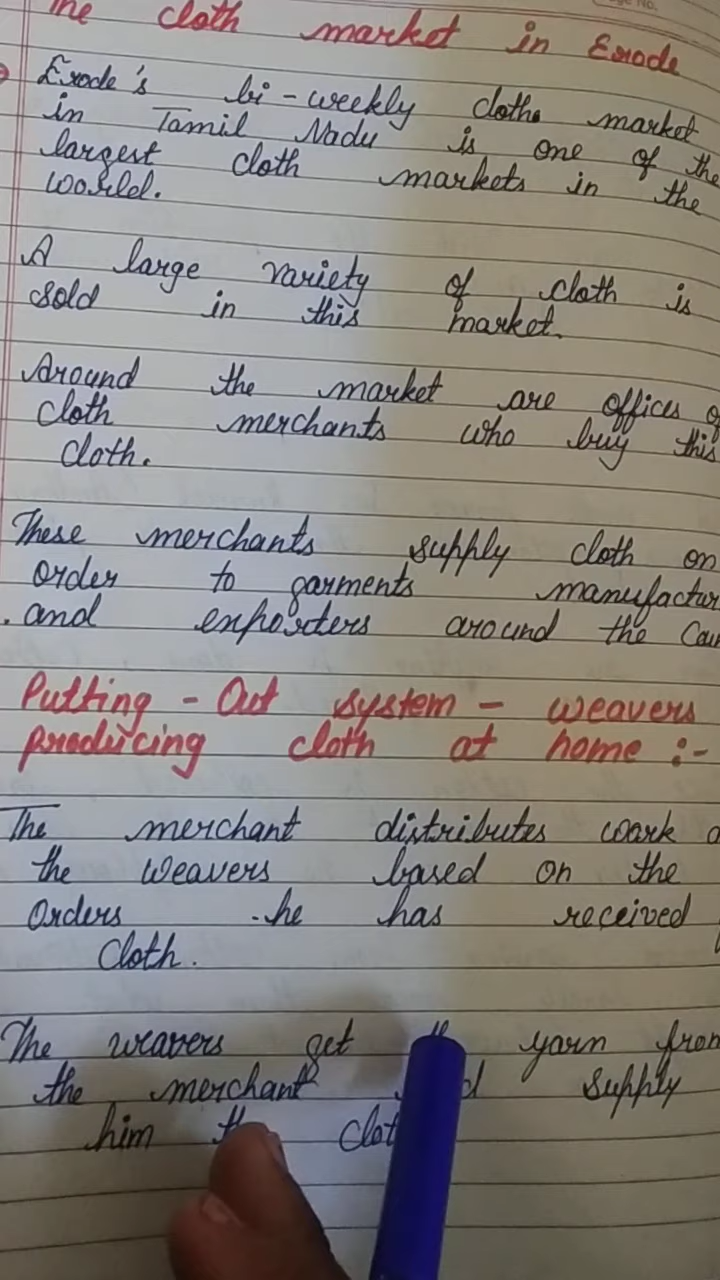 The cloth market in Erode
Erode's bi-weekly cloth market
in Tamil Nadu is one of the
largest cloth markets in the
world.
A large variety of cloth is
sold in this market.
Around the market are offices of
cloth merchants who buy this
cloth.
These merchants supply cloth on
order to garments manufactur
and exporters around the Cou
Putting - Out system - weavers
producing cloth at home :-
The merchant distributes work a
the weavers based on the
Orders he has received
Cloth.
The weavers get yarn from
the merchant supply
him